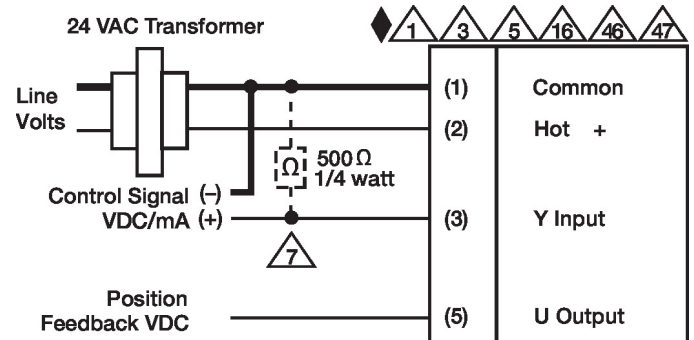 24 VAC Transformer
1 3 5 16 46 47
Line
Volts
(1) Common
(2) Hot +
Ω 500 Ω
1/4 watt
Control Signal (–)
VDC/mA (+)
(3) Y Input
7
Position
Feedback VDC
(5) U Output